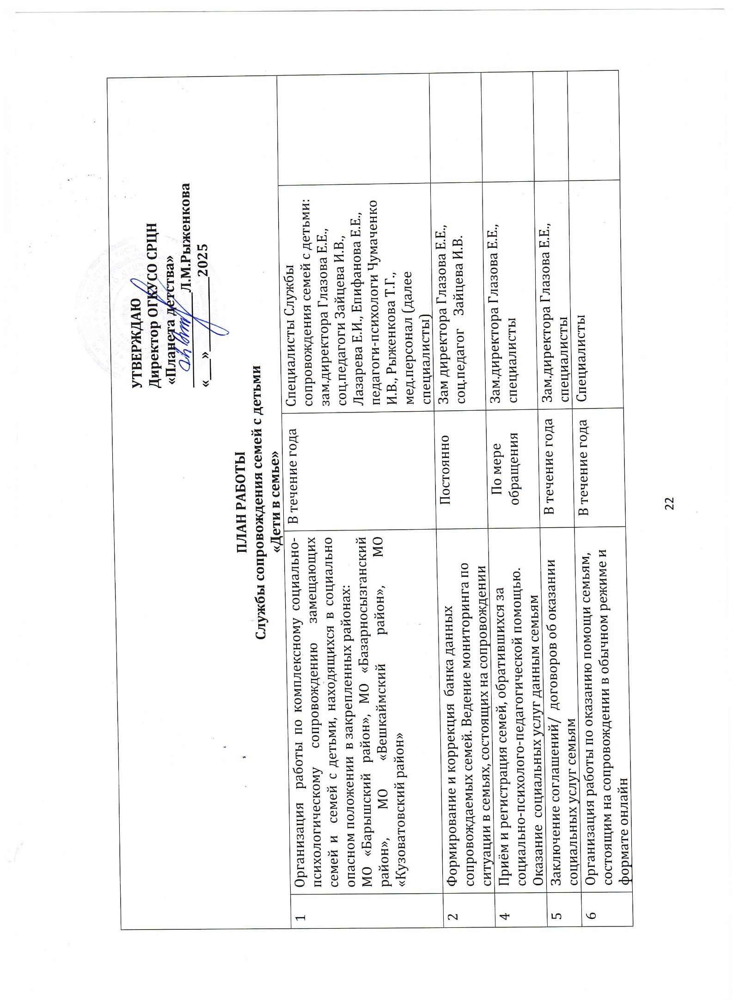 УТВЕРЖДАЮ
Директор ОГКУСО СРЦН
«Планета детства»
______________Л.М.Рыженкова
«___»___________2025
ПЛАН РАБОТЫ
Службы сопровождения семей с детьми
«Дети в семье»
1
Организация работы по комплексному социально-
психологическому сопровождению замещающих
семей и семей с детьми, находящихся в социально
опасном положении в закрепленных районах:
МО «Барышский район», МО «Базарносызганский
район», МО «Вешкаймский район», МО
«Кузоватовский район»
В течение года
Специалисты Службы
сопровождения семей с детьми:
зам.директора Глазова Е.Е.,
соц.педагоги Зайцева И.В.,
Лазарева Е.И., Епифанова Е.Е.,
педагоги-психологи Чумаченко
И.В., Рыженкова Т.Г.,
мед.персонал (далее
специалисты)
2
Формирование и коррекция банка данных
сопровождаемых семей. Ведение мониторинга по
ситуации в семьях, состоящих на сопровождении
Постоянно
Зам директора Глазова Е.Е.,
соц.педагог Зайцева И.В.
4
Приём и регистрация семей, обратившихся за
социально-психолого-педагогической помощью.
Оказание социальных услуг данным семьям
По мере
обращения
Зам.директора Глазова Е.Е.,
специалисты
5
Заключение соглашений/ договоров об оказании
социальных услуг семьям
В течение года
Зам.директора Глазова Е.Е.,
специалисты
6
Организация работы по оказанию помощи семьям,
состоящим на сопровождении в обычном режиме и
формате онлайн
В течение года
Специалисты
22